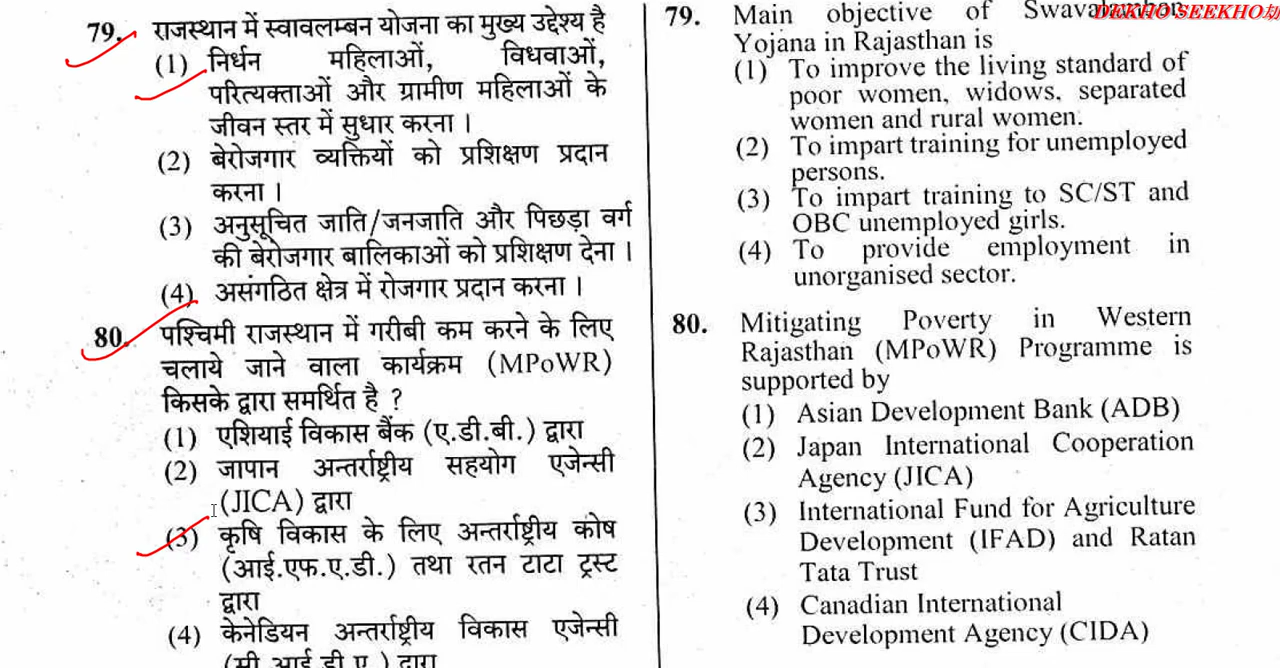 79. राजस्थान में स्वावलम्बन योजना का मुख्य उद्देश्य है
(1) निर्धन महिलाओं, विधवाओं,
परित्यक्ताओं और ग्रामीण महिलाओं के
जीवन स्तर में सुधार करना ।
(2) बेरोजगार व्यक्तियों को प्रशिक्षण प्रदान
करना ।
(3) अनुसूचित जाति/जनजाति और पिछड़ा वर्ग
की बेरोजगार बालिकाओं को प्रशिक्षण देना ।
(4) असंगठित क्षेत्र में रोजगार प्रदान करना ।
80. पश्चिमी राजस्थान में गरीबी कम करने के लिए
चलाये जाने वाला कार्यक्रम (MPoWR)
किसके द्वारा समर्थित है ?
(1) एशियाई विकास बैंक (ए.डी.बी.) द्वारा
(2) जापान अन्तर्राष्ट्रीय सहयोग एजेन्सी
(JICA) द्वारा
(3) कृषि विकास के लिए अन्तर्राष्ट्रीय कोष
(आई.एफ.ए.डी.) तथा रतन टाटा ट्रस्ट
द्वारा
(4) केनेडियन अन्तर्राष्ट्रीय विकास एजेन्सी
(सी.आई.डी.ए.) द्वारा
79. Main objective of
DEKHO SEEKHO
Yojana in Rajasthan is
(1) To improve the living standard of
poor women, widows, separated
women and rural women.
(2) To impart training for unemployed
persons.
(3) To impart training to SC/ST and
OBC unemployed girls.
(4) To provide employment in
unorganised sector.
80. Mitigating Poverty in Western
Rajasthan (MPoWR) Programme is
supported by
(1) Asian Development Bank (ADB)
(2) Japan International Cooperation
Agency (JICA)
(3) International Fund for Agriculture
Development (IFAD) and Ratan
Tata Trust
(4) Canadian International
Development Agency (CIDA)